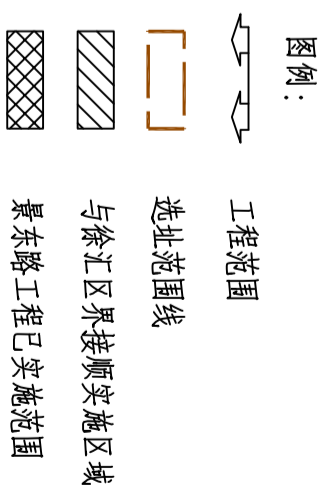 图例：
工程范围
选址范围线
与徐汇区界接顺实施区域
景东路工程已实施范围